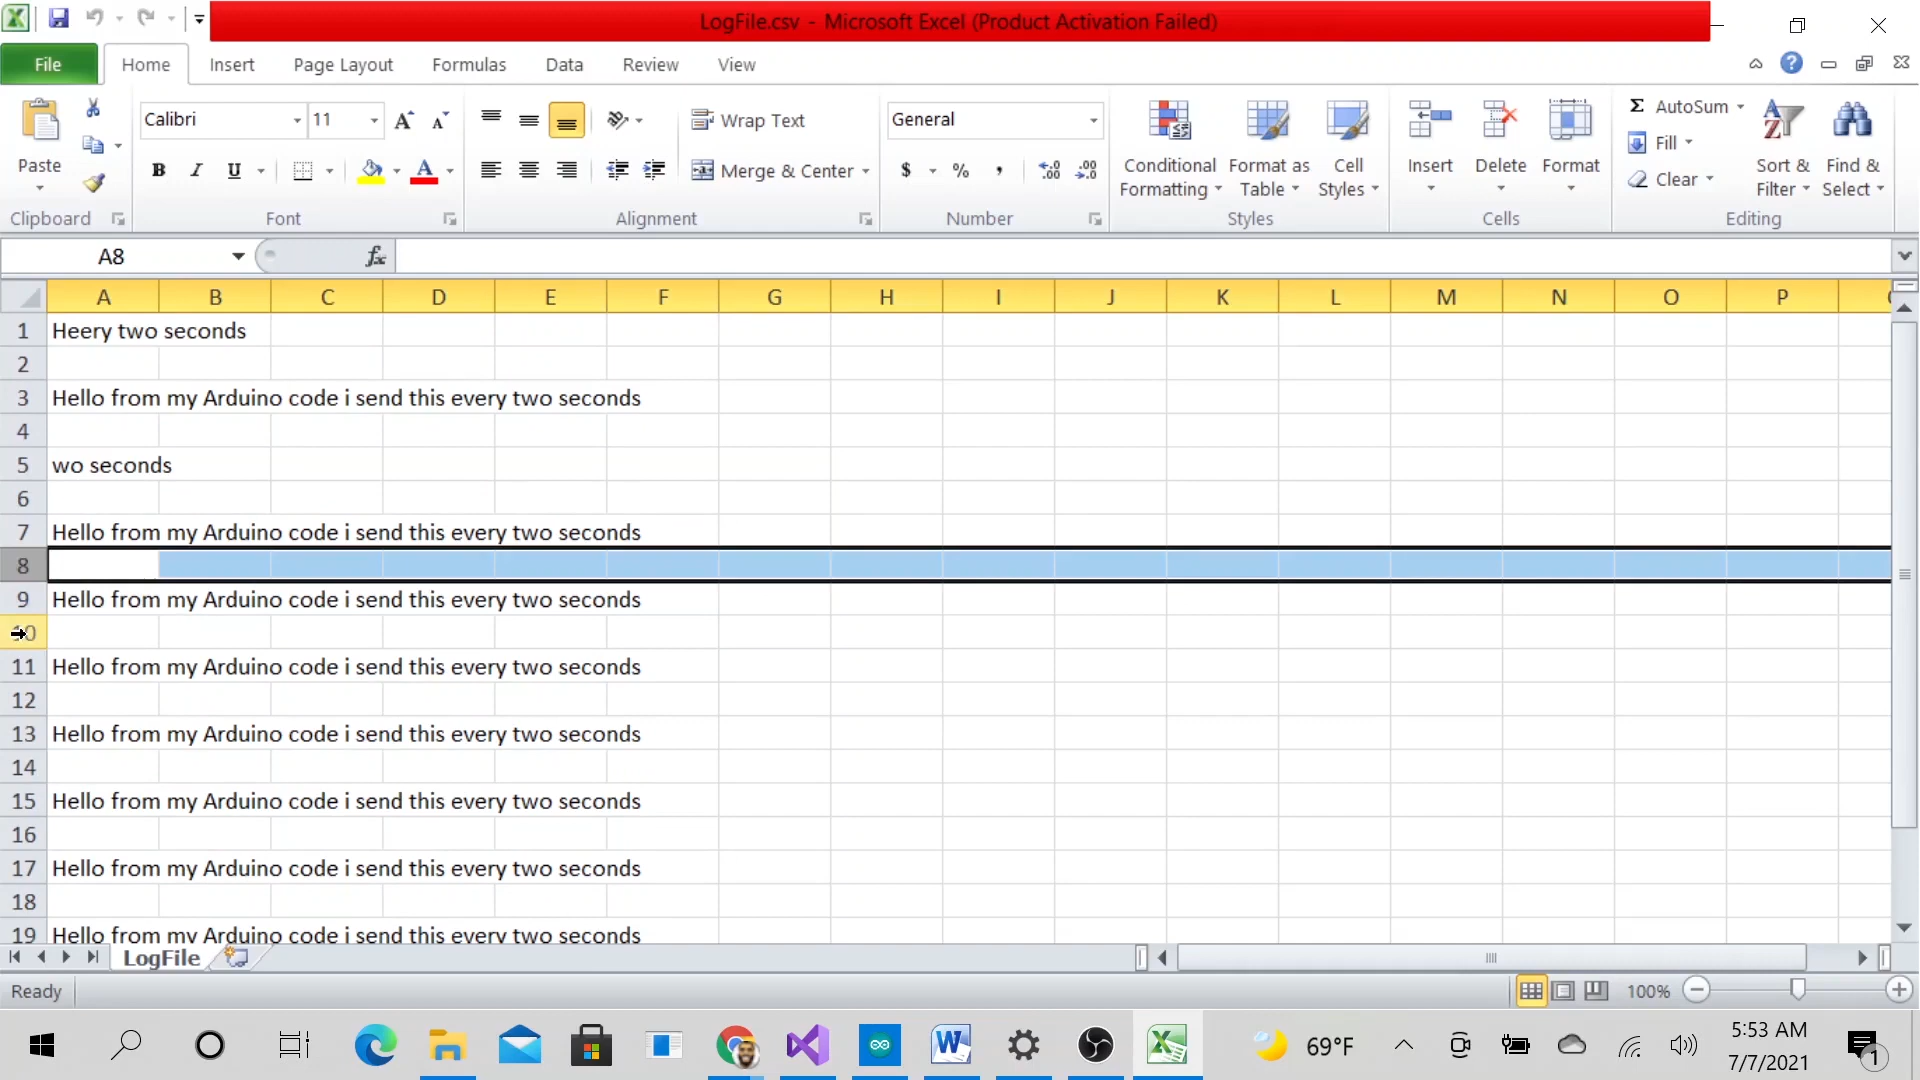 LogFile.csv - Microsoft Excel (Product Activation Failed)
File Home Insert Page Layout Formulas Data Review View
Calibri 11 Wrap Text General AutoSum
Paste Conditional Formatting Format as Table Cell Styles Insert Delete Format Fill Sort & Filter Find & Select
B I U Merge & Center $ % , Clear
Clipboard Font Alignment Number Styles Cells Editing
A8 fx
A B C D E F G H I J K L M N O P
1 Heery two seconds
2
3 Hello from my Arduino code i send this every two seconds
4
5 wo seconds
6
7 Hello from my Arduino code i send this every two seconds
8
9 Hello from my Arduino code i send this every two seconds
10
11 Hello from my Arduino code i send this every two seconds
12
13 Hello from my Arduino code i send this every two seconds
14
15 Hello from my Arduino code i send this every two seconds
16
17 Hello from my Arduino code i send this every two seconds
18
19 Hello from my Arduino code i send this every two seconds
LogFile
Ready 100%
69°F 5:53 AM
7/7/2021 1